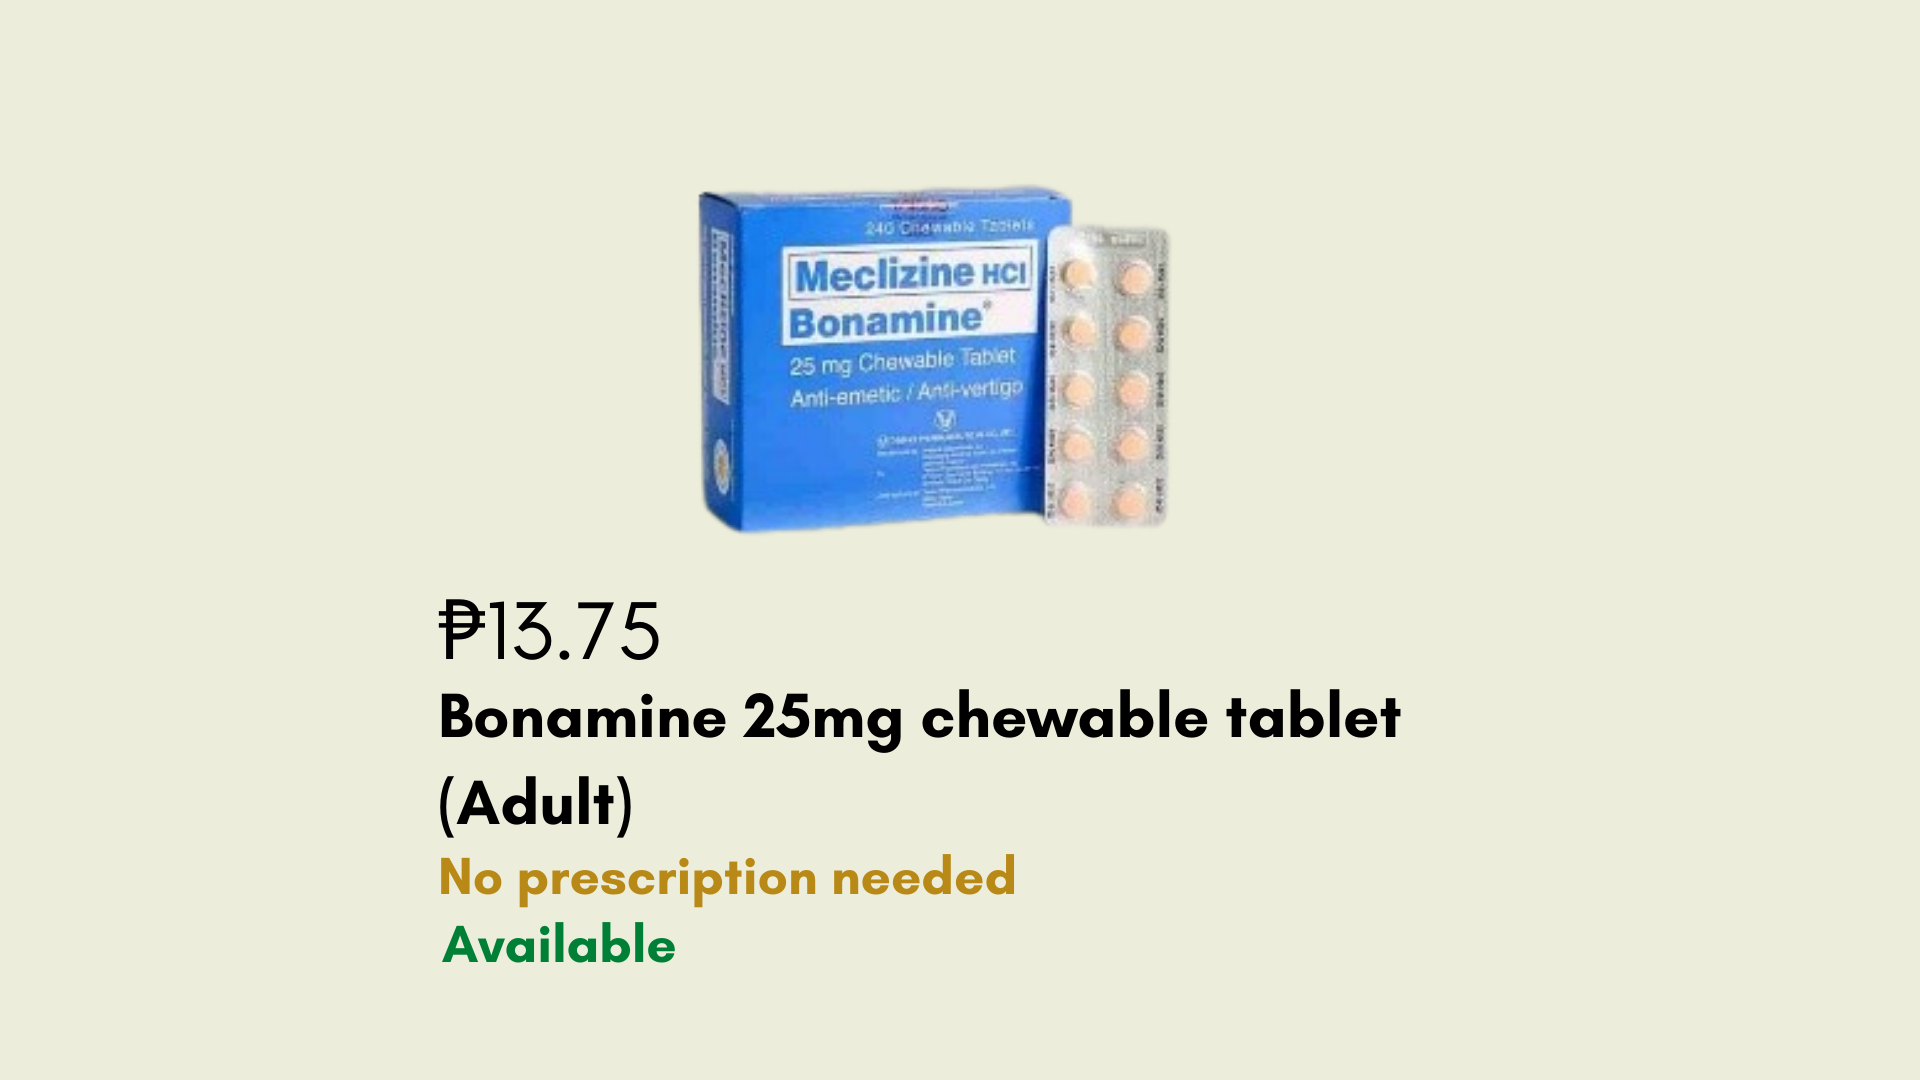 240 Chewable Tablets
Meclizine HCl
Bonamine®
25 mg Chewable Tablet
Anti-emetic / Anti-vertigo
₱13.75
Bonamine 25mg chewable tablet
(Adult)
No prescription needed
Available